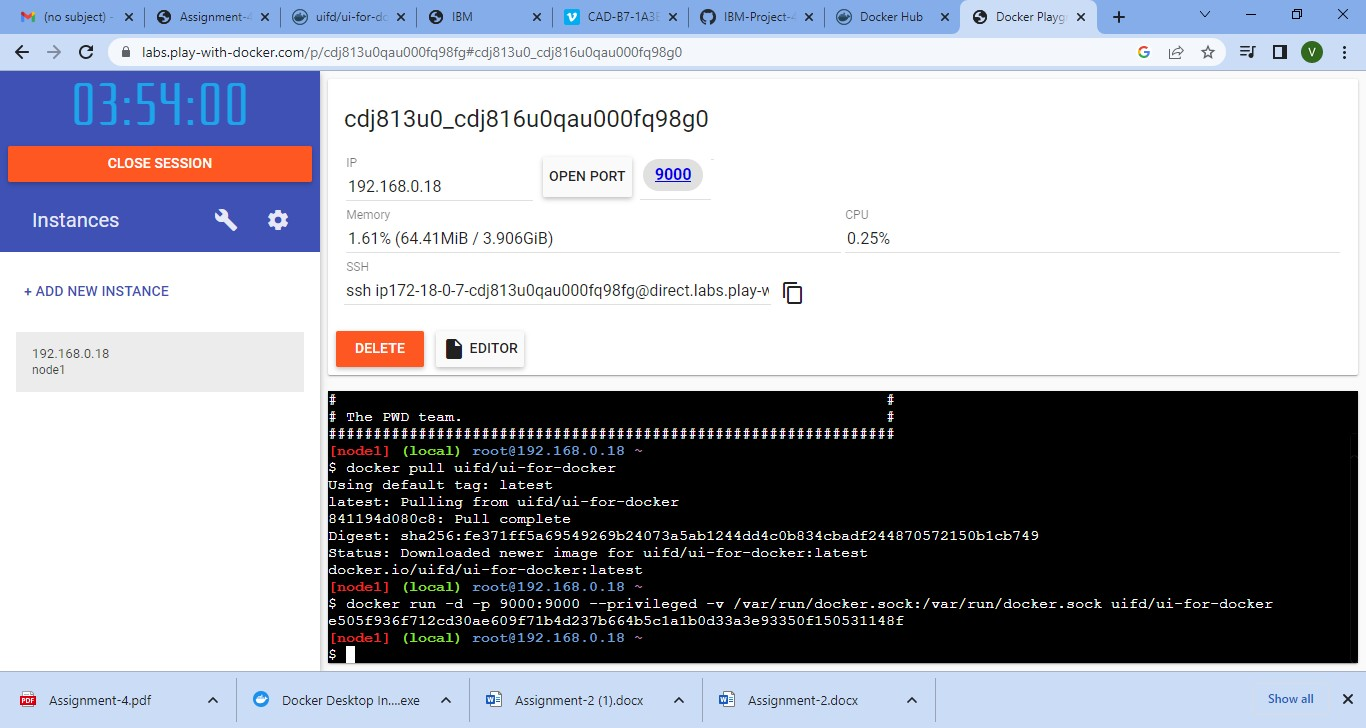 (no subject) -
Assignment-4
uifd/ui-for-do
IBM
CAD-B7-1A3E
IBM-Project-4
Docker Hub
Docker Playgr
labs.play-with-docker.com/p/cdj813u0qau000fq98fg#cdj813u0_cdj816u0qau000fq98g0
V
03:54:00
CLOSE SESSION
Instances
+ ADD NEW INSTANCE
192.168.0.18
node1
cdj813u0_cdj816u0qau000fq98g0
IP
192.168.0.18
OPEN PORT
9000
Memory
1.61% (64.41MiB / 3.906GiB)
CPU
0.25%
SSH
ssh ip172-18-0-7-cdj813u0qau000fq98fg@direct.labs.play-w
DELETE
EDITOR
# #
# The PWD team. #
###############################################################
[node1] (local) root@192.168.0.18 ~
$ docker pull uifd/ui-for-docker
Using default tag: latest
latest: Pulling from uifd/ui-for-docker
841194d080c8: Pull complete
Digest: sha256:fe371ff5a69549269b24073a5ab1244dd4c0b834cbadf244870572150b1cb749
Status: Downloaded newer image for uifd/ui-for-docker:latest
docker.io/uifd/ui-for-docker:latest
[node1] (local) root@192.168.0.18 ~
$ docker run -d -p 9000:9000 --privileged -v /var/run/docker.sock:/var/run/docker.sock uifd/ui-for-docker
e505f936f712cd30ae609f71b4d237b664b5c1a1b0d33a3e93350f150531148f
[node1] (local) root@192.168.0.18 ~
$
PDF
Assignment-4.pdf
Docker Desktop In....exe
Assignment-2 (1).docx
Assignment-2.docx
Show all